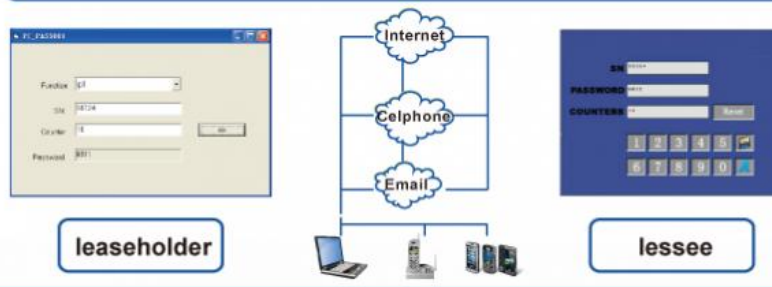 PC_PASSWORD
Function
SN
Counter
Password
leaseholder
Internet
Celphone
Email
SN
PASSWORD
COUNTERS
Reset
1 2 3 4 5
6 7 8 9 0
lessee